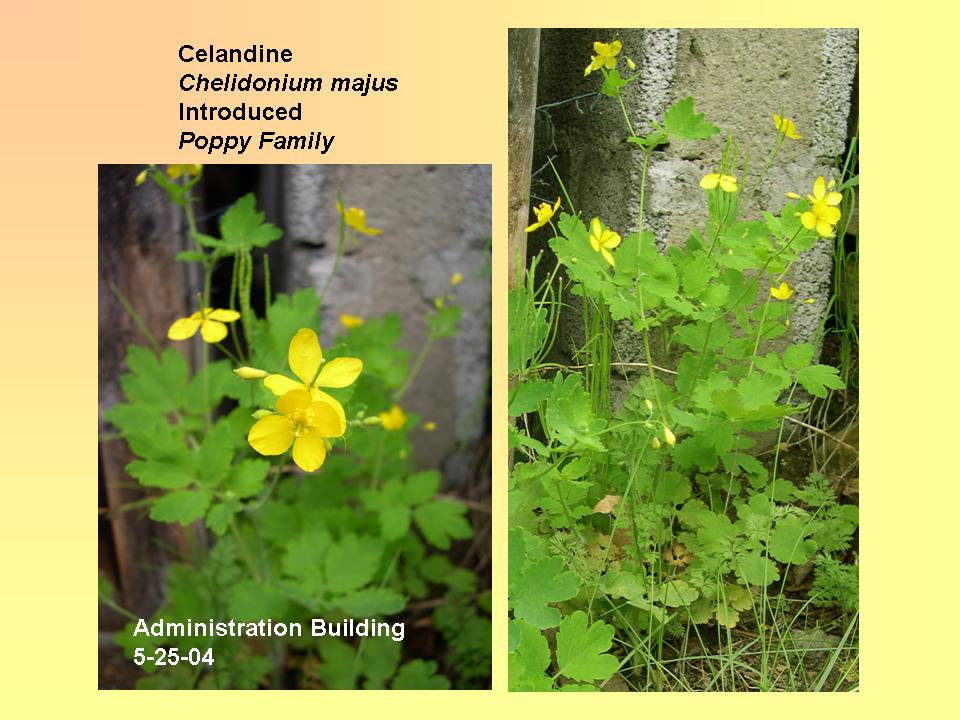 Celandine
Chelidonium majus
Introduced
Poppy Family
Administration Building
5-25-04